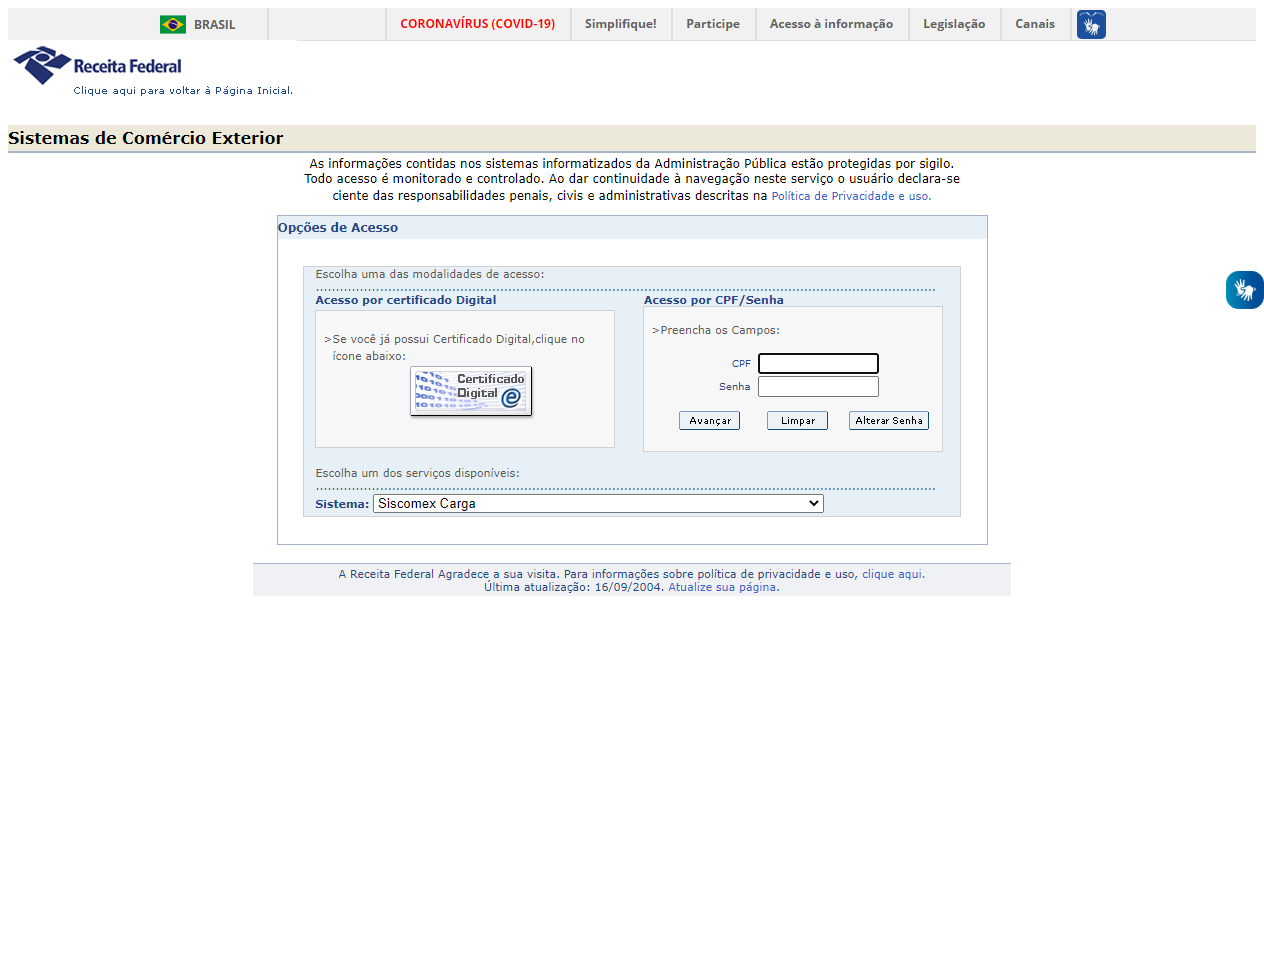 BRASIL
CORONAVÍRUS (COVID-19)
Simplifique!
Participe
Acesso à informação
Legislação
Canais
Receita Federal
Clique aqui para voltar à Página Inicial.
Sistemas de Comércio Exterior
As informações contidas nos sistemas informatizados da Administração Pública estão protegidas por sigilo.
Todo acesso é monitorado e controlado. Ao dar continuidade à navegação neste serviço o usuário declara-se
ciente das responsabilidades penais, civis e administrativas descritas na Política de Privacidade e uso.
Opções de Acesso
Escolha uma das modalidades de acesso:
Acesso por certificado Digital
>Se você já possui Certificado Digital,clique no
ícone abaixo:
Certificado
Digital
Acesso por CPF/Senha
>Preencha os Campos:
CPF
Senha
Avançar
Limpar
Alterar Senha
Escolha um dos serviços disponíveis:
Sistema: Siscomex Carga
A Receita Federal Agradece a sua visita. Para informações sobre política de privacidade e uso, clique aqui.
Última atualização: 16/09/2004. Atualize sua página.